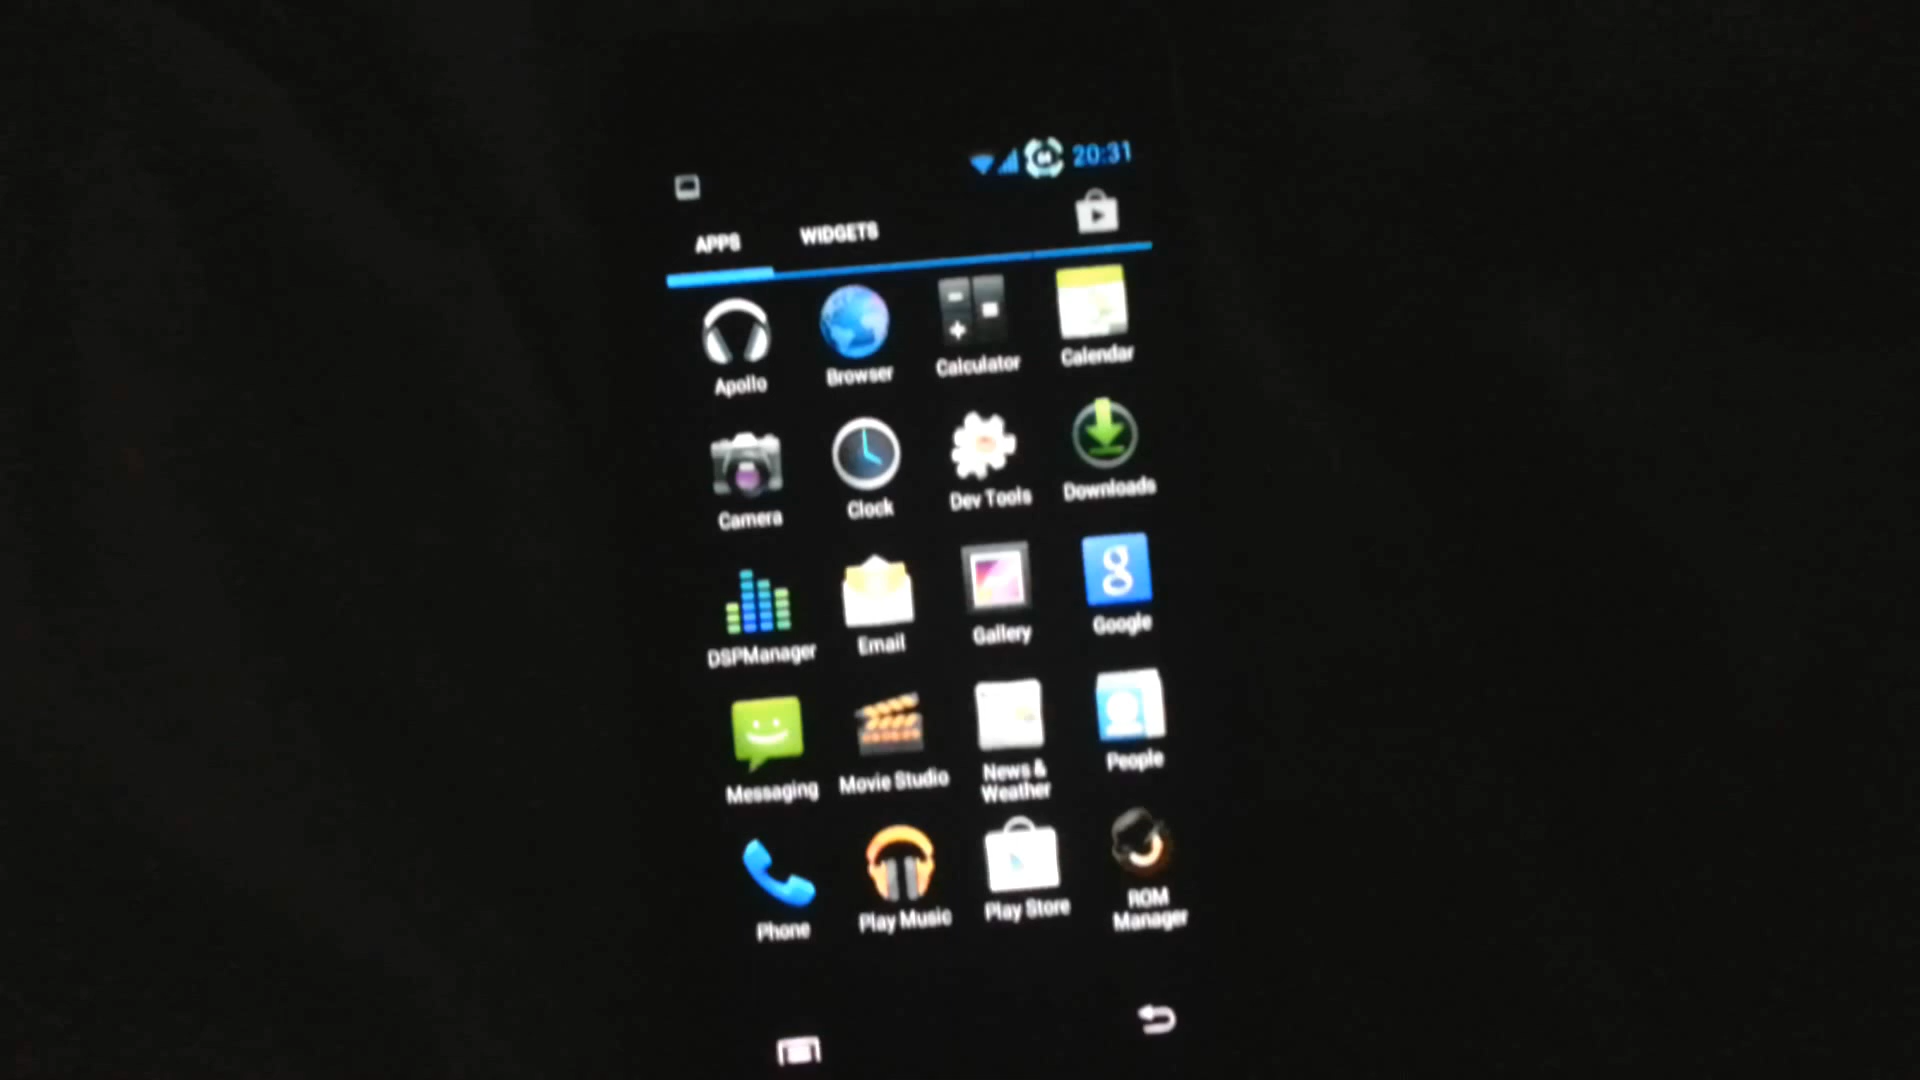 20:31
APPS WIDGETS
Apollo Browser Calculator Calendar
Camera Clock Dev Tools Downloads
DSPManager Email Gallery Google
Messaging Movie Studio News &
Weather People
Phone Play Music Play Store ROM
Manager